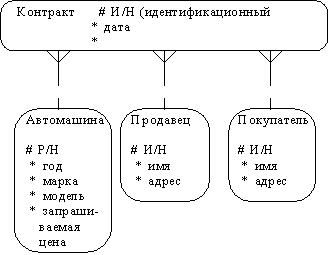 Контракт # И/Н (идентификационный
* дата
*
Автомашина
# Р/Н
* год
* марка
* модель
* запраши-
ваемая
цена
Продавец
# И/Н
* имя
* адрес
Покупатель
# И/Н
* имя
* адрес